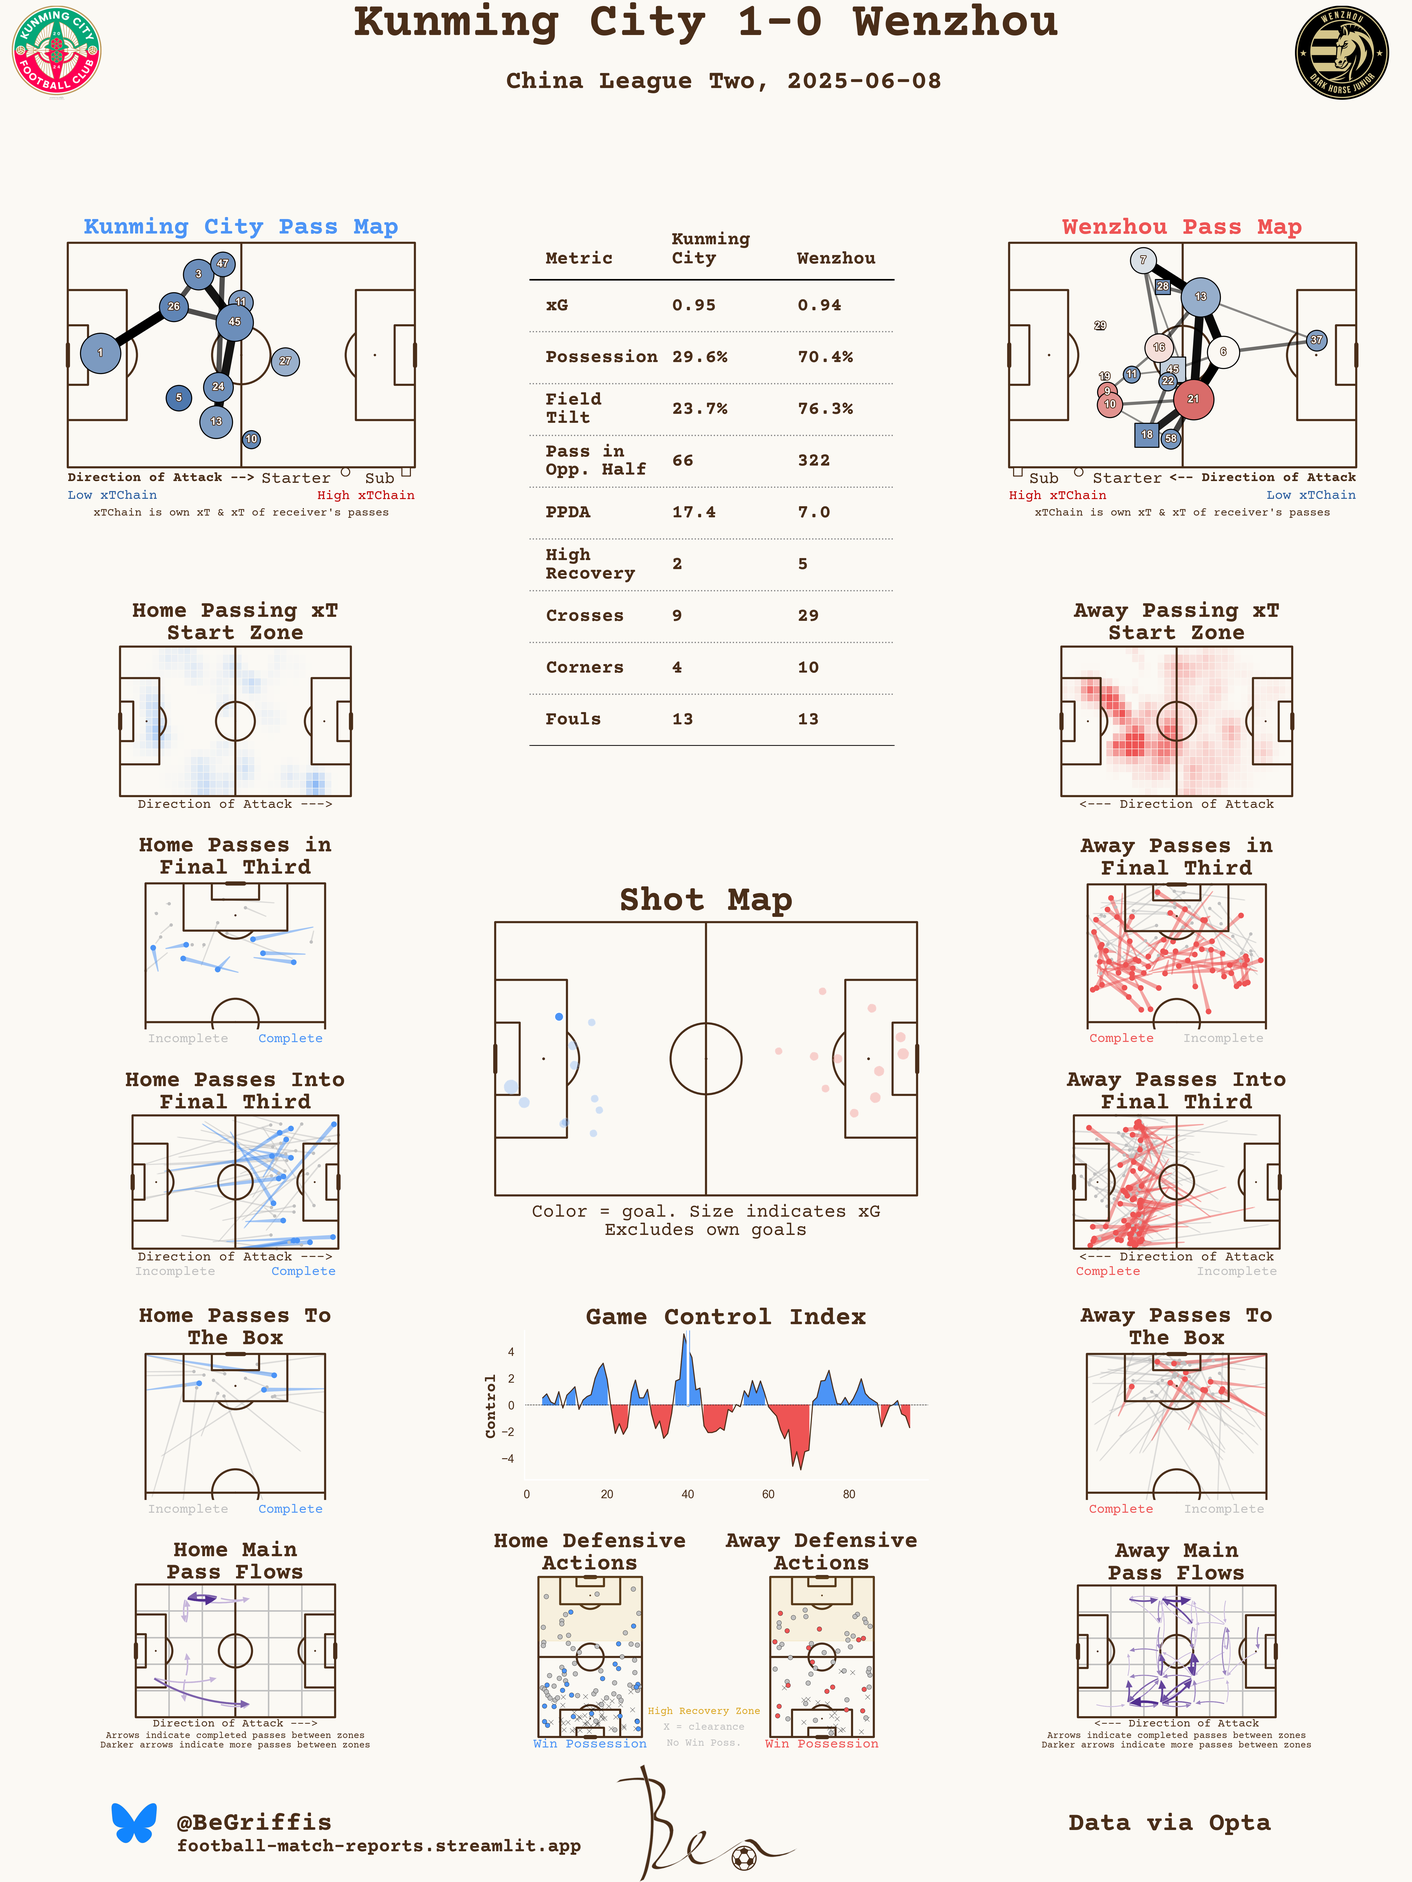 Kunming City 1-0 Wenzhou
China League Two, 2025-06-08
KUNMING CITY
FOOTBALL CLUB
WENZHOU
DARK HORSE JUNIOR
Kunming City Pass Map
47
3
26
11
45
1
27
24
5
13
10
Direction of Attack --> Starter Sub
Low xTChain High xTChain
xTChain is own xT & xT of receiver's passes
Metric Kunming City Wenzhou
xG 0.95 0.94
Possession 29.6% 70.4%
Field Tilt 23.7% 76.3%
Pass in Opp. Half 66 322
PPDA 17.4 7.0
High Recovery 2 5
Crosses 9 29
Corners 4 10
Fouls 13 13
Wenzhou Pass Map
7
28
13
29
37
16
6
45
11
19
22
9
10
21
18
58
Sub Starter <-- Direction of Attack
High xTChain Low xTChain
xTChain is own xT & xT of receiver's passes
Home Passing xT
Start Zone
Direction of Attack --->
Away Passing xT
Start Zone
<--- Direction of Attack
Home Passes in
Final Third
Incomplete Complete
Shot Map
Color = goal. Size indicates xG
Excludes own goals
Away Passes in
Final Third
Complete Incomplete
Home Passes Into
Final Third
Direction of Attack --->
Incomplete Complete
Away Passes Into
Final Third
<--- Direction of Attack
Complete Incomplete
Home Passes To
The Box
Incomplete Complete
Game Control Index
Control
4
2
0
−2
−4
0 20 40 60 80
Away Passes To
The Box
Complete Incomplete
Home Main
Pass Flows
Direction of Attack --->
Arrows indicate completed passes between zones
Darker arrows indicate more passes between zones
Home Defensive
Actions
Win Possession
High Recovery Zone
X = clearance
No Win Poss.
Away Defensive
Actions
Win Possession
Away Main
Pass Flows
<--- Direction of Attack
Arrows indicate completed passes between zones
Darker arrows indicate more passes between zones
@BeGriffis
football-match-reports.streamlit.app
Ben
Data via Opta